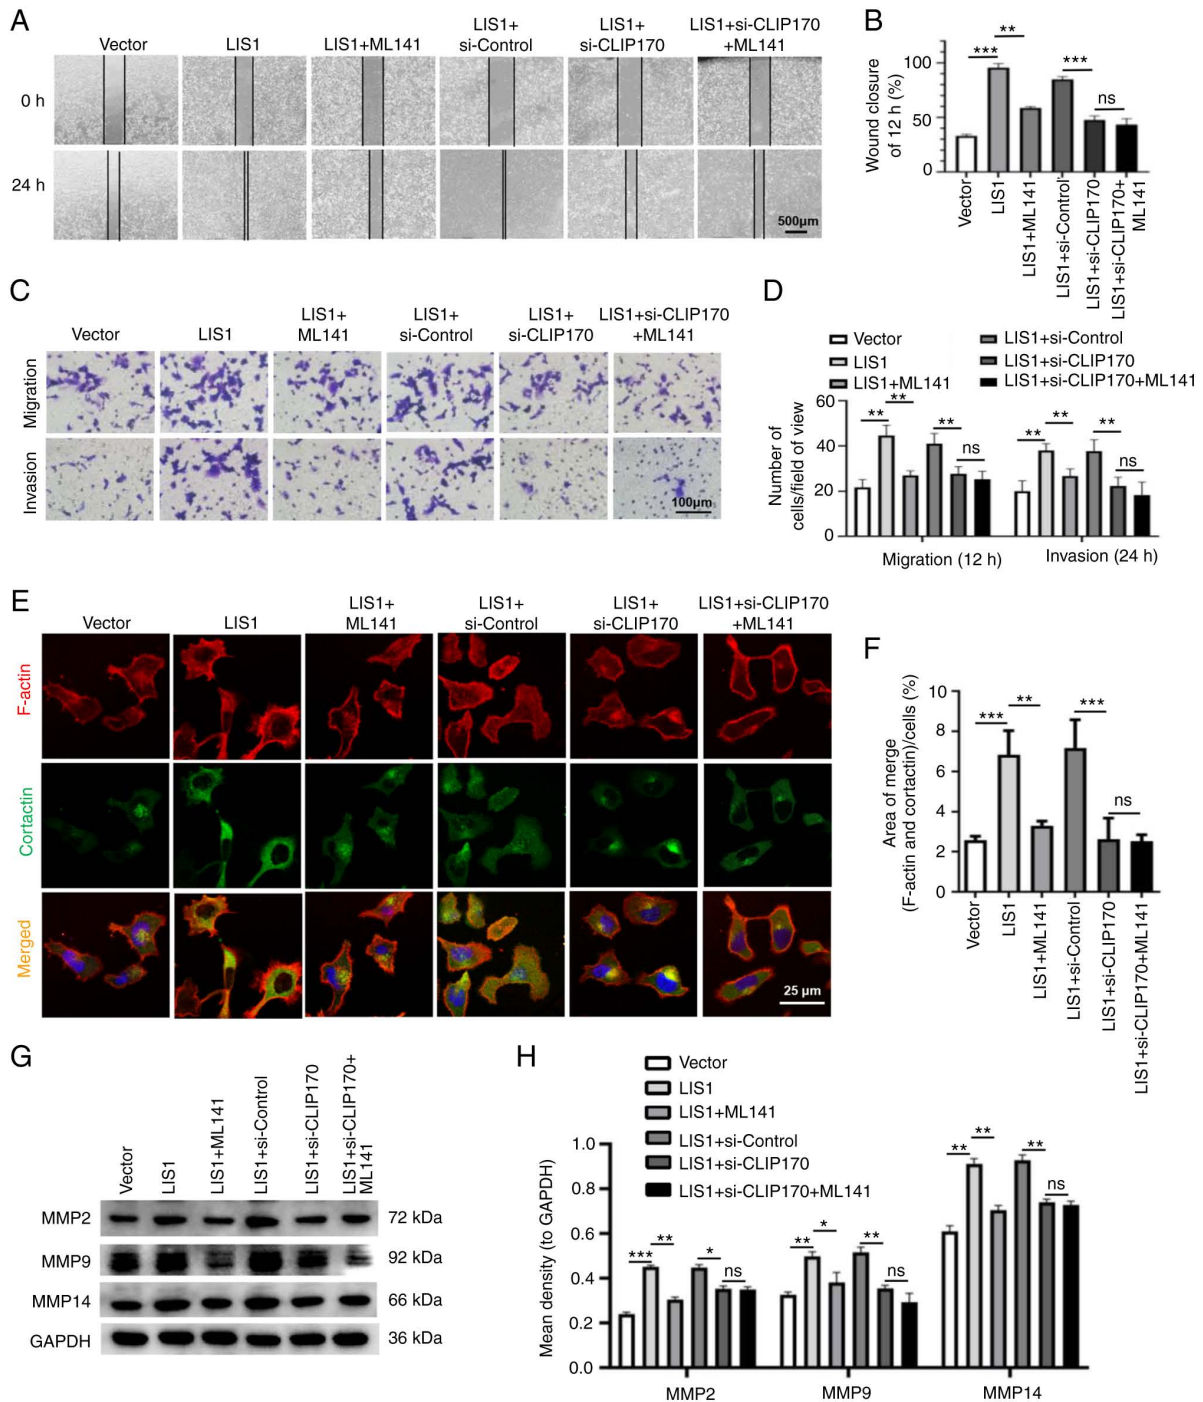 A
Vector
LIS1
LIS1+ML141
LIS1+
si-Control
LIS1+
si-CLIP170
LIS1+si-CLIP170
+ML141
0 h
24 h
500μm
B
Wound closure
of 12 h (%)
100
50
0
***
**
***
ns
Vector
LIS1
LIS1+ML141
LIS1+si-Control
LIS1+si-CLIP170
LIS1+si-CLIP170+
ML141
C
Vector
LIS1
LIS1+
ML141
LIS1+
si-Control
LIS1+
si-CLIP170
LIS1+si-CLIP170
+ML141
Migration
Invasion
100μm
D
Vector
LIS1
LIS1+ML141
LIS1+si-Control
LIS1+si-CLIP170
LIS1+si-CLIP170+ML141
Number of
cells/field of view
60
40
20
0
**
**
**
ns
**
**
**
ns
Migration (12 h)
Invasion (24 h)
E
Vector
LIS1
LIS1+
ML141
LIS1+
si-Control
LIS1+
si-CLIP170
LIS1+si-CLIP170
+ML141
F-actin
Cortactin
Merged
25 μm
F
Area of merge
(F-actin and cortactin)/cells (%)
10
8
6
4
2
0
***
**
***
ns
Vector
LIS1
LIS1+ML141
LIS1+si-Control
LIS1+si-CLIP170
LIS1+si-CLIP170+ML141
G
Vector
LIS1
LIS1+ML141
LIS1+si-Control
LIS1+si-CLIP170
LIS1+si-CLIP170+
ML141
MMP2
72 kDa
MMP9
92 kDa
MMP14
66 kDa
GAPDH
36 kDa
H
Vector
LIS1
LIS1+ML141
LIS1+si-Control
LIS1+si-CLIP170
LIS1+si-CLIP170+ML141
Mean density (to GAPDH)
1.0
0.8
0.6
0.4
0.2
0.0
***
**
*
ns
**
*
**
ns
**
**
**
ns
MMP2
MMP9
MMP14